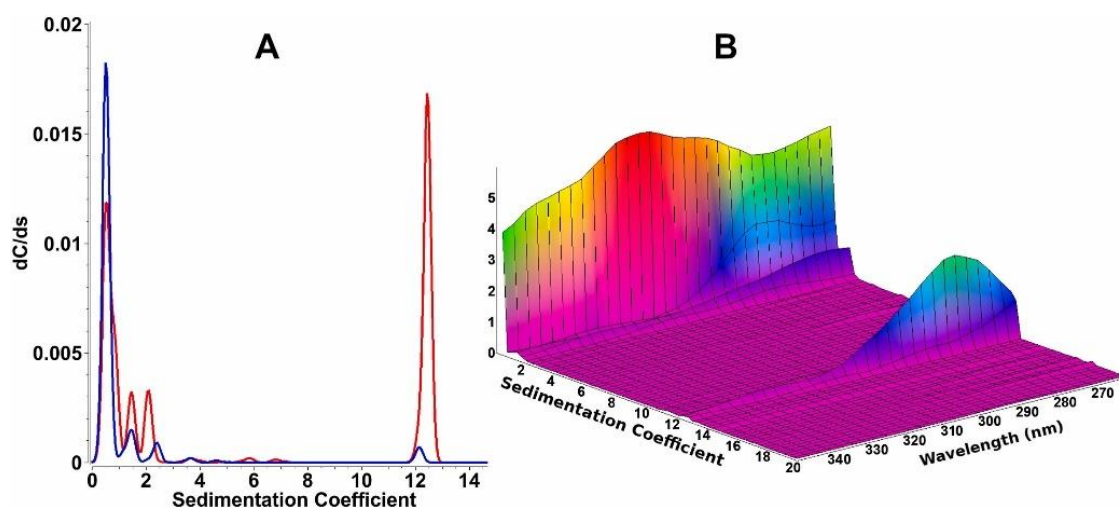 A
0.02
0.015
0.01
0.005
0
dC/ds
0 2 4 6 8 10 12 14
Sedimentation Coefficient
B
5
4
3
2
1
0
2 4 6 8 10 12 14 16 18 20
Sedimentation Coefficient
340 330 320 310 300 290 280 270
Wavelength (nm)